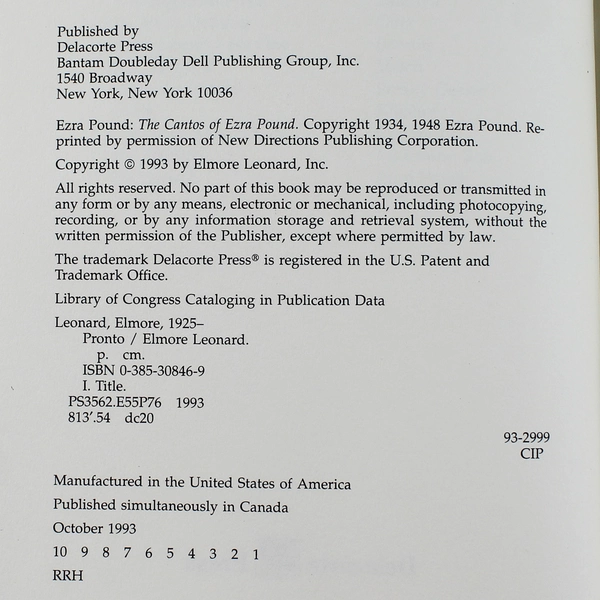 Published by
Delacorte Press
Bantam Doubleday Dell Publishing Group, Inc.
1540 Broadway
New York, New York 10036
Ezra Pound: The Cantos of Ezra Pound. Copyright 1934, 1948 Ezra Pound. Re-
printed by permission of New Directions Publishing Corporation.
Copyright © 1993 by Elmore Leonard, Inc.
All rights reserved. No part of this book may be reproduced or transmitted in
any form or by any means, electronic or mechanical, including photocopying,
recording, or by any information storage and retrieval system, without the
written permission of the Publisher, except where permitted by law.
The trademark Delacorte Press® is registered in the U.S. Patent and
Trademark Office.
Library of Congress Cataloging in Publication Data
Leonard, Elmore, 1925–
Pronto / Elmore Leonard.
p. cm.
ISBN 0-385-30846-9
I. Title.
PS3562.E55P76 1993
813'.54 dc20
93-2999
CIP
Manufactured in the United States of America
Published simultaneously in Canada
October 1993
10 9 8 7 6 5 4 3 2 1
RRH